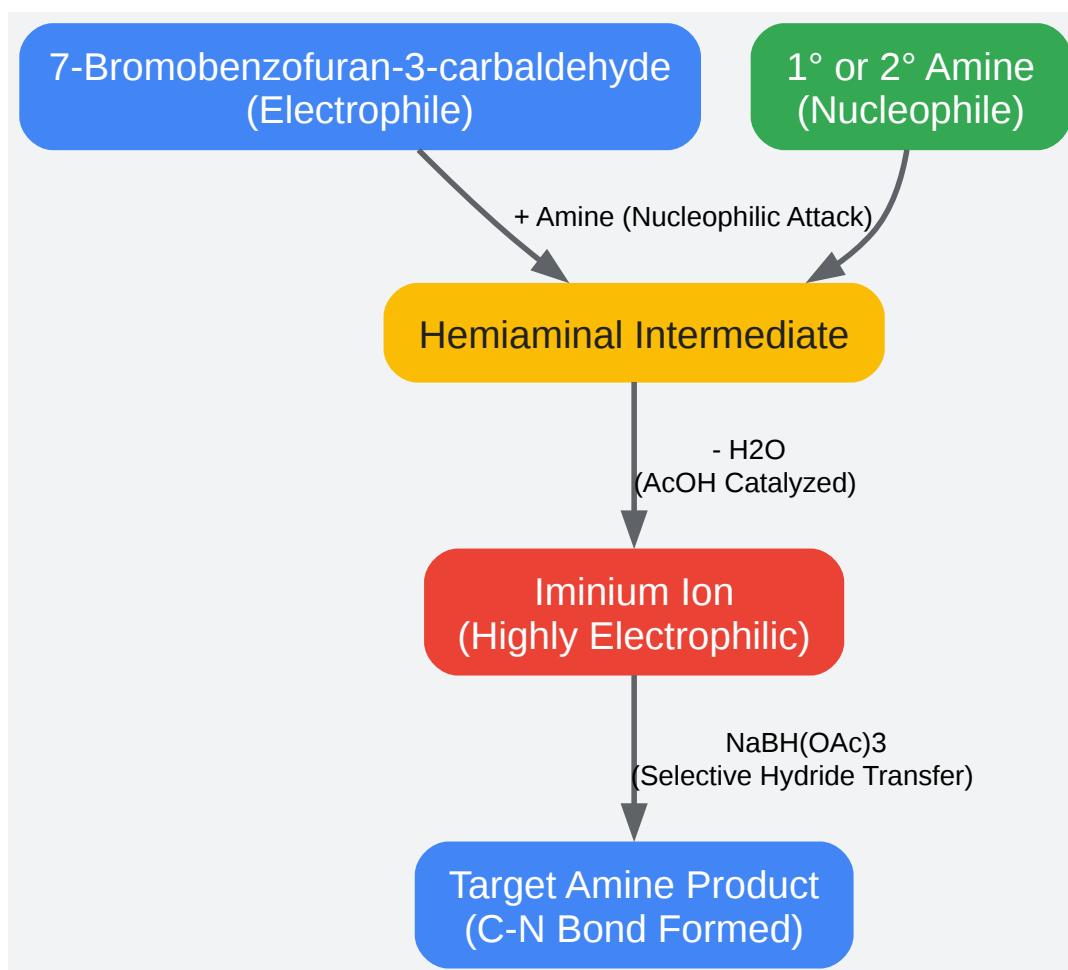 7-Bromobenzofuran-3-carbaldehyde
(Electrophile)
1° or 2° Amine
(Nucleophile)
+ Amine (Nucleophilic Attack)
Hemiaminal Intermediate
- H2O
(AcOH Catalyzed)
Iminium Ion
(Highly Electrophilic)
NaBH(OAc)3
(Selective Hydride Transfer)
Target Amine Product
(C-N Bond Formed)